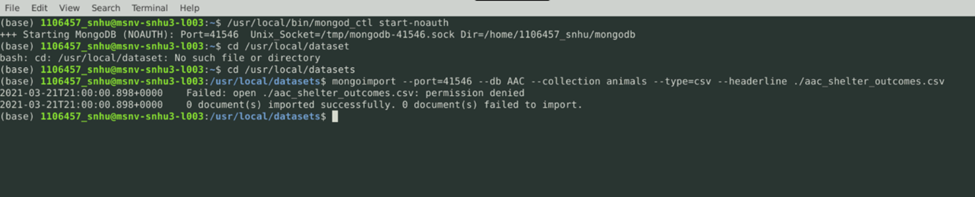 File Edit View Search Terminal Help
(base) 1106457_snhu@msnv-snhu3-l003:~$ /usr/local/bin/mongod_ctl start-noauth
+++ Starting MongoDB (NOAUTH): Port=41546  Unix_Socket=/tmp/mongodb-41546.sock Dir=/home/1106457_snhu/mongodb
(base) 1106457_snhu@msnv-snhu3-l003:~$ cd /usr/local/dataset
bash: cd: /usr/local/dataset: No such file or directory
(base) 1106457_snhu@msnv-snhu3-l003:~$ cd /usr/local/datasets
(base) 1106457_snhu@msnv-snhu3-l003:/usr/local/datasets$ mongoimport --port=41546 --db AAC --collection animals --type=csv --headerline ./aac_shelter_outcomes.csv
2021-03-21T21:00:00.898+0000    Failed: open ./aac_shelter_outcomes.csv: permission denied
2021-03-21T21:00:00.898+0000    0 document(s) imported successfully. 0 document(s) failed to import.
(base) 1106457_snhu@msnv-snhu3-l003:/usr/local/datasets$